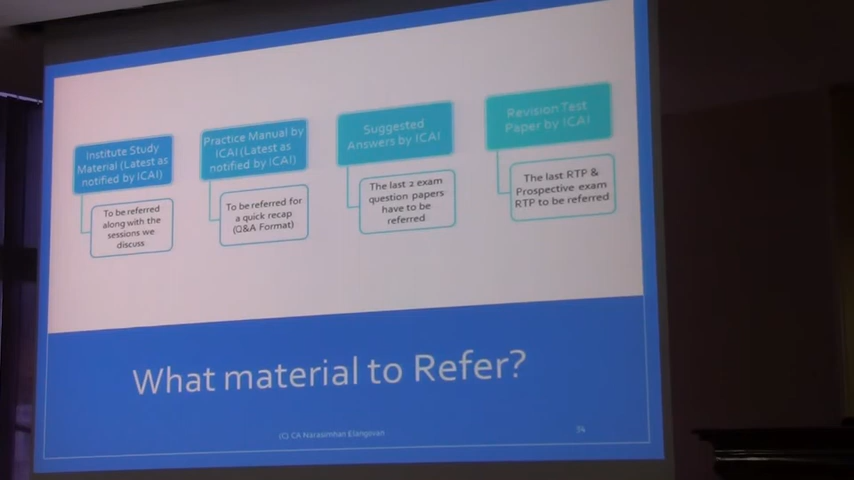 Institute Study
Material (Latest as
notified by ICAI)
To be referred
along with the
sessions we
discuss
Practice Manual by
ICAI (Latest as
notified by ICAI)
To be referred for
a quick recap
(Q&A Format)
Suggested
Answers by ICAI
The last 2 exam
question papers
have to be
referred
Revision Test
Paper by ICAI
The last RTP &
Prospective exam
RTP to be referred
What material to Refer?
(C) CA Narasimhan Elangovan